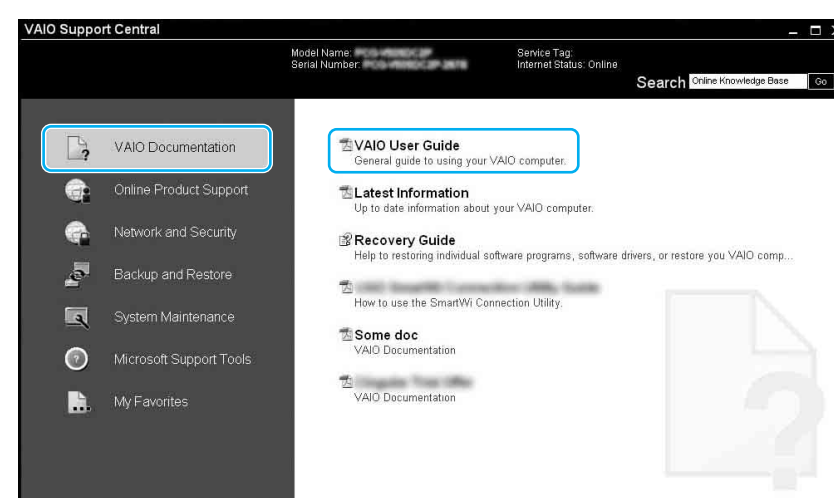 VAIO Support Central
Model Name:
Service Tag:
Serial Number:
Internet Status: Online
Search Online Knowledge Base Go
VAIO Documentation
Online Product Support
Network and Security
Backup and Restore
System Maintenance
Microsoft Support Tools
My Favorites
VAIO User Guide
General guide to using your VAIO computer.
Latest Information
Up to date information about your VAIO computer.
Recovery Guide
Help to restoring individual software programs, software drivers, or restore you VAIO comp...
How to use the SmartWi Connection Utility.
Some doc
VAIO Documentation
VAIO Documentation